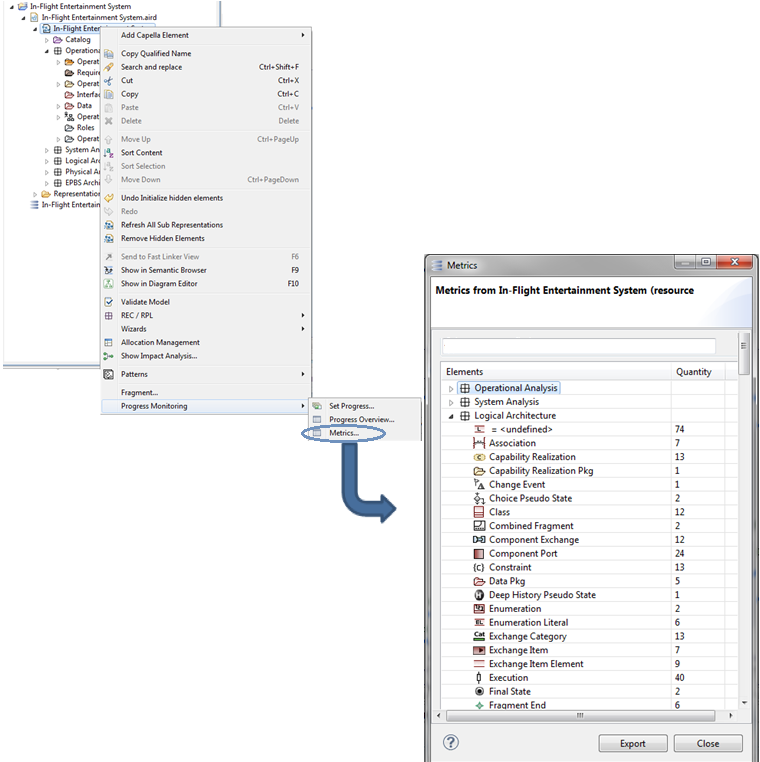 In-Flight Entertainment System
In-Flight Entertainment System.aird
In-Flight
Catalog
Operational
Operat
Require
Operat
Interfac
Data
Operat
Roles
Operat
System An
Logical Ar
Physical A
EPBS Archi
Representation
In-Flight Entertain
Add Capella Element
Copy Qualified Name
Search and replace Ctrl+Shift+F
Cut Ctrl+X
Copy Ctrl+C
Paste Ctrl+V
Delete Delete
Move Up Ctrl+PageUp
Sort Content
Sort Selection
Move Down Ctrl+PageDown
Undo Initialize hidden elements
Redo
Refresh All Sub Representations
Remove Hidden Elements
Send to Fast Linker View F6
Show in Semantic Browser F9
Show in Diagram Editor F10
Validate Model
REC / RPL
Wizards
Allocation Management
Show Impact Analysis...
Patterns
Fragment...
Progress Monitoring
Set Progress...
Progress Overview...
Metrics...
Metrics
Metrics from In-Flight Entertainment System (resource
Elements Quantity
Operational Analysis
System Analysis
Logical Architecture
= <undefined> 74
Association 7
Capability Realization 13
Capability Realization Pkg 1
Change Event 1
Choice Pseudo State 2
Class 12
Combined Fragment 2
Component Exchange 12
Component Port 24
{c} Constraint 13
Data Pkg 5
Deep History Pseudo State 1
Enumeration 2
EL Enumeration Literal 6
Cat Exchange Category 13
Exchange Item 7
Exchange Item Element 9
Execution 40
Final State 2
Fragment End 6
Export Close